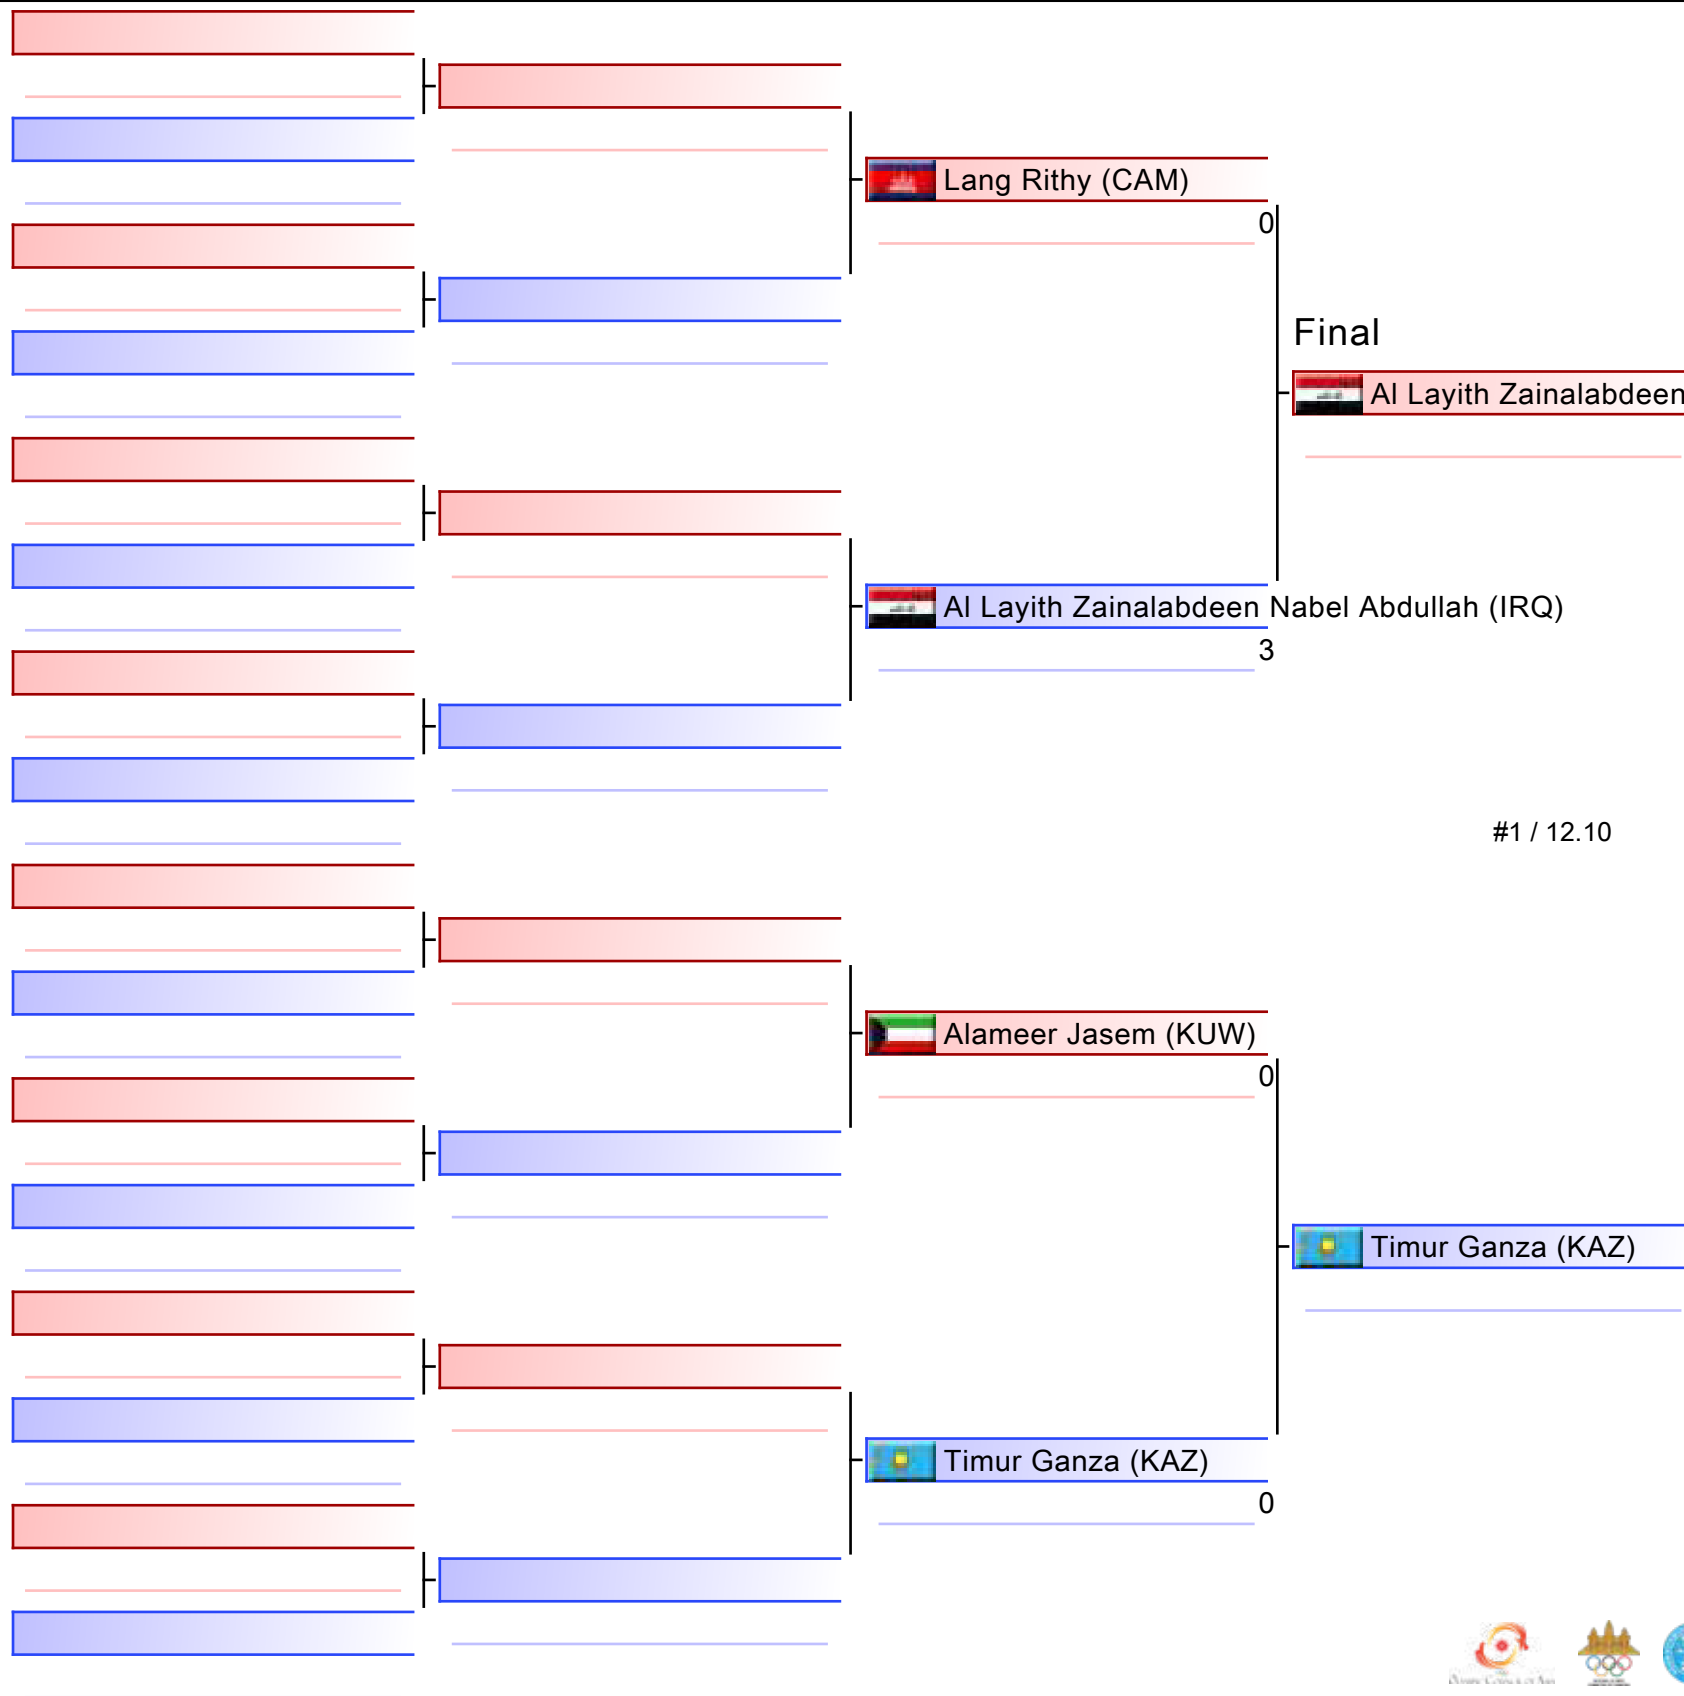 Lang Rithy (CAM)
0
Final
Al Layith Zainalabdeen
Al Layith Zainalabdeen Nabel Abdullah (IRQ)
3
#1 / 12.10
Alameer Jasem (KUW)
0
Timur Ganza (KAZ)
Timur Ganza (KAZ)
0